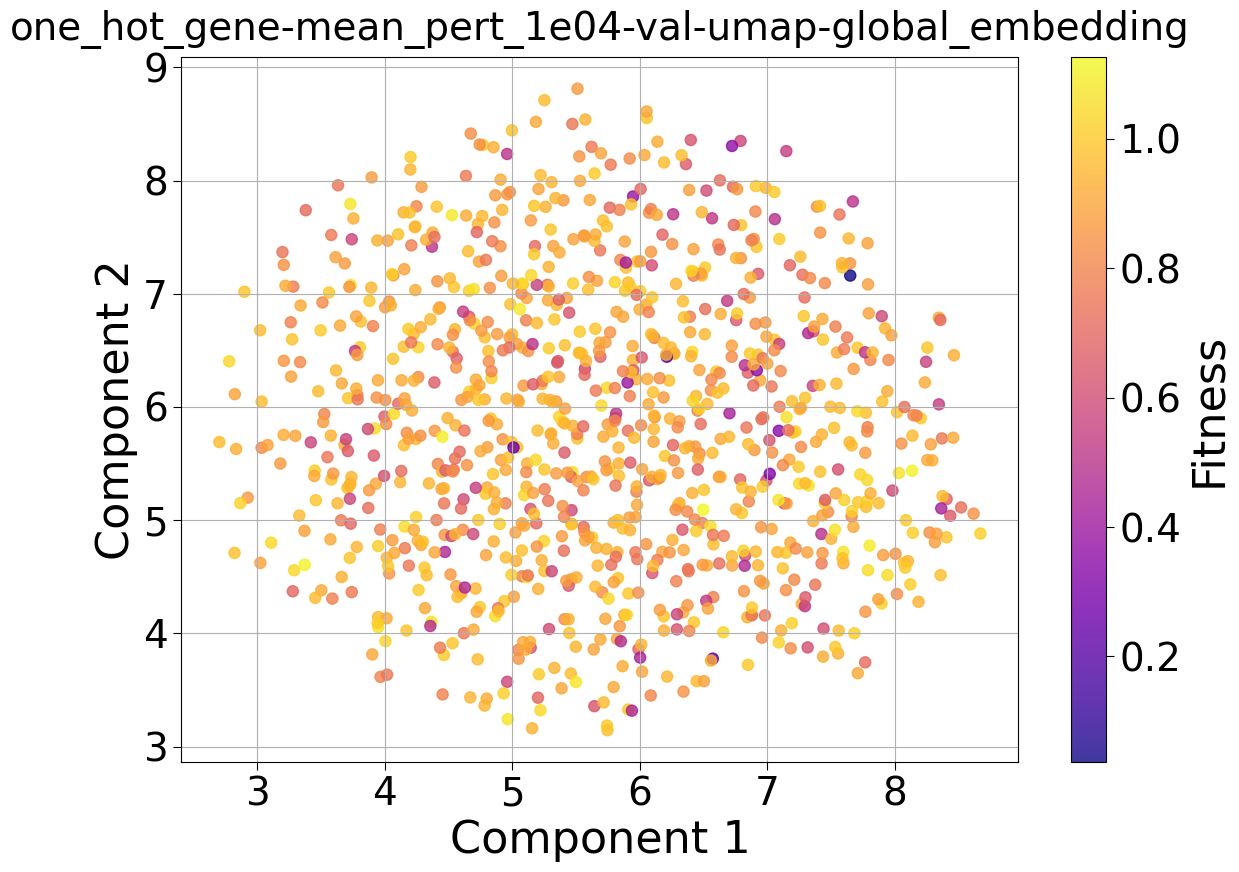 one_hot_gene-mean_pert_1e04-val-umap-global_embedding
9
8
7
6
5
4
3
Component 2
3 4 5 6 7 8
Component 1
1.0
0.8
0.6
0.4
0.2
Fitness